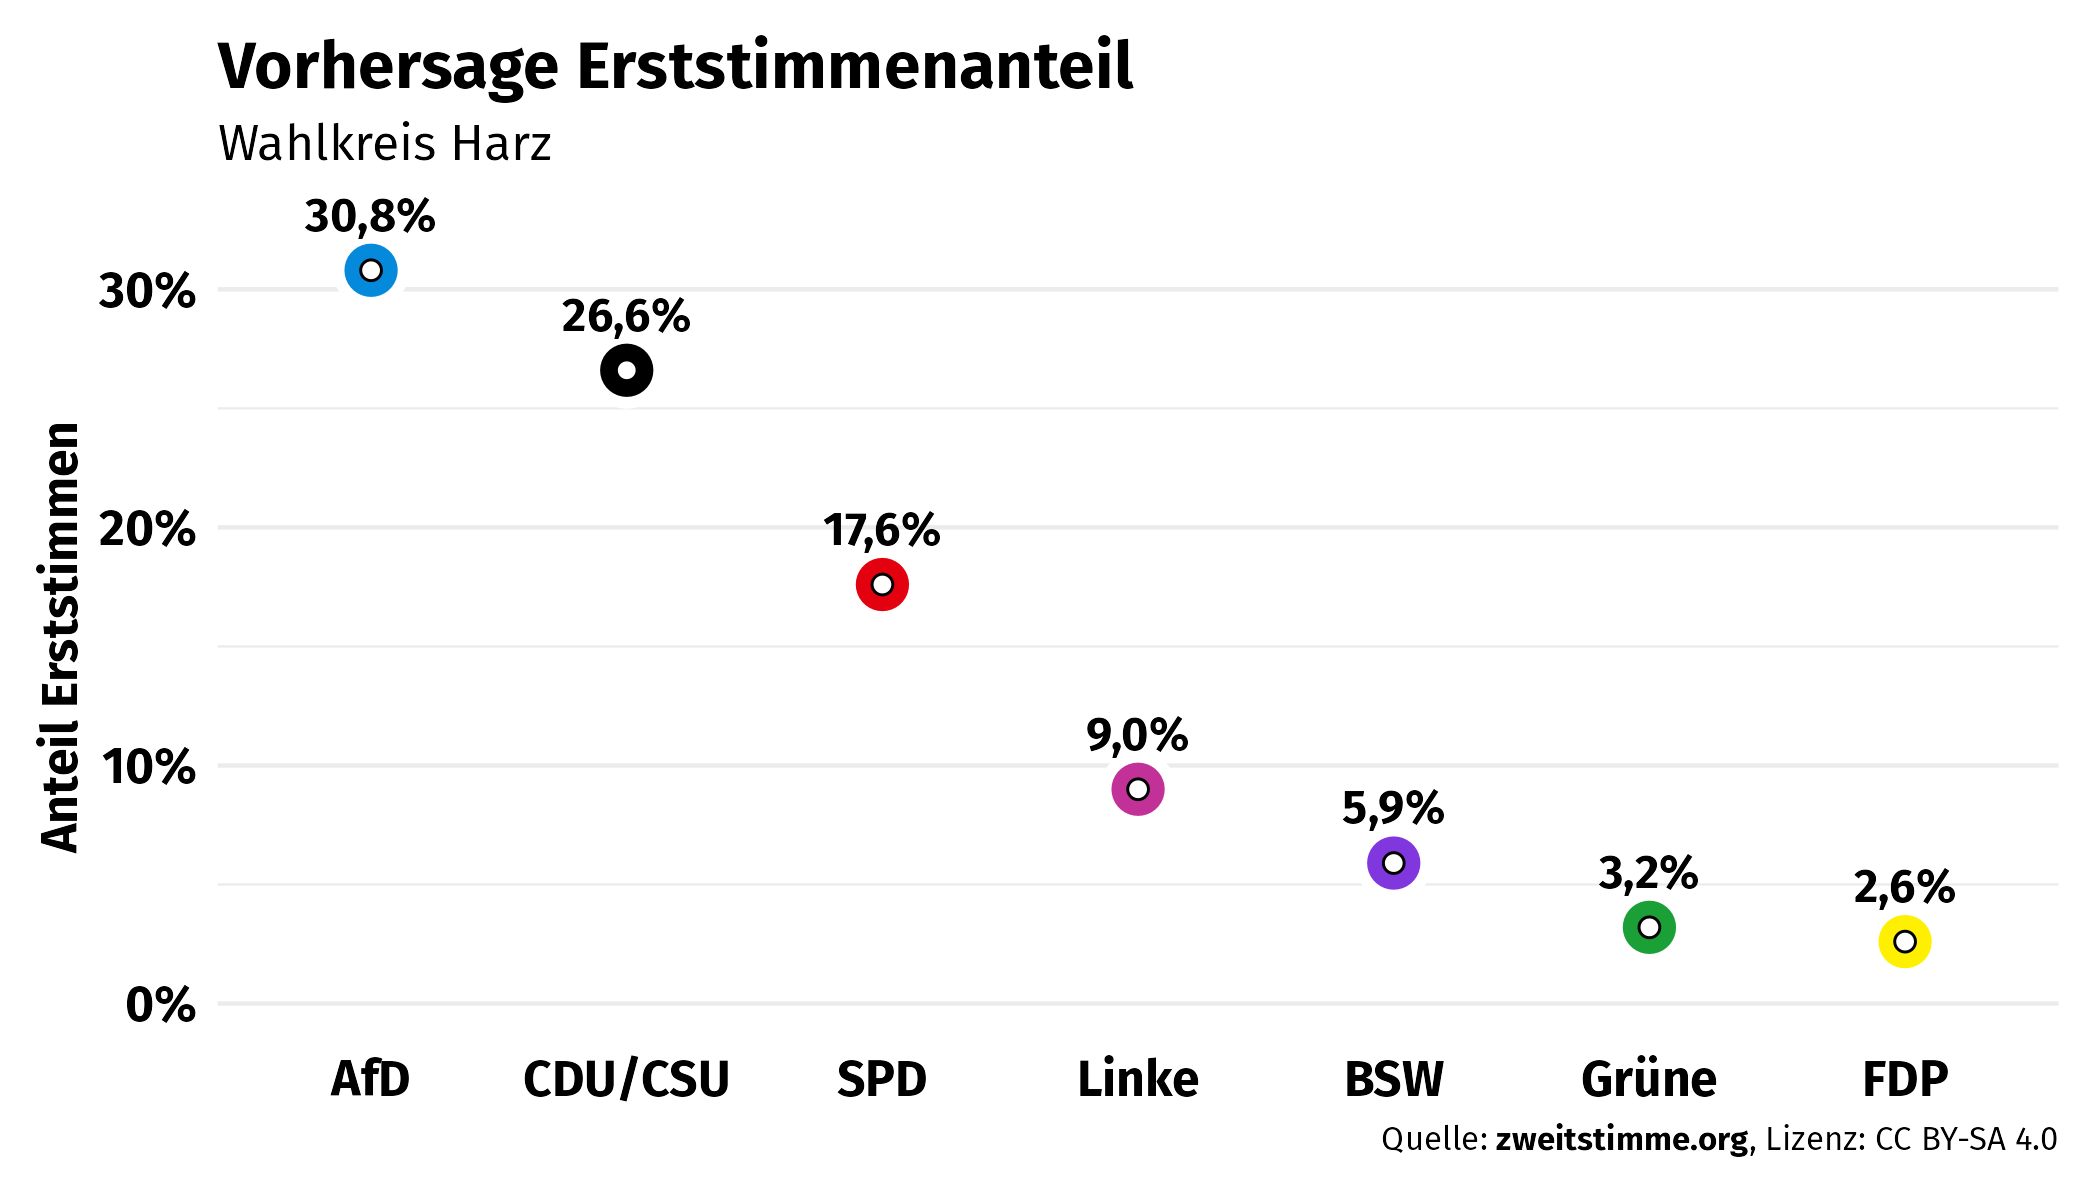 Vorhersage Erststimmenanteil
Wahlkreis Harz
30,8%
26,6%
17,6%
9,0%
5,9%
3,2%
2,6%
30%
20%
10%
0%
Anteil Erststimmen
AfD CDU/CSU SPD Linke BSW Grüne FDP
Quelle: zweitstimme.org, Lizenz: CC BY-SA 4.0